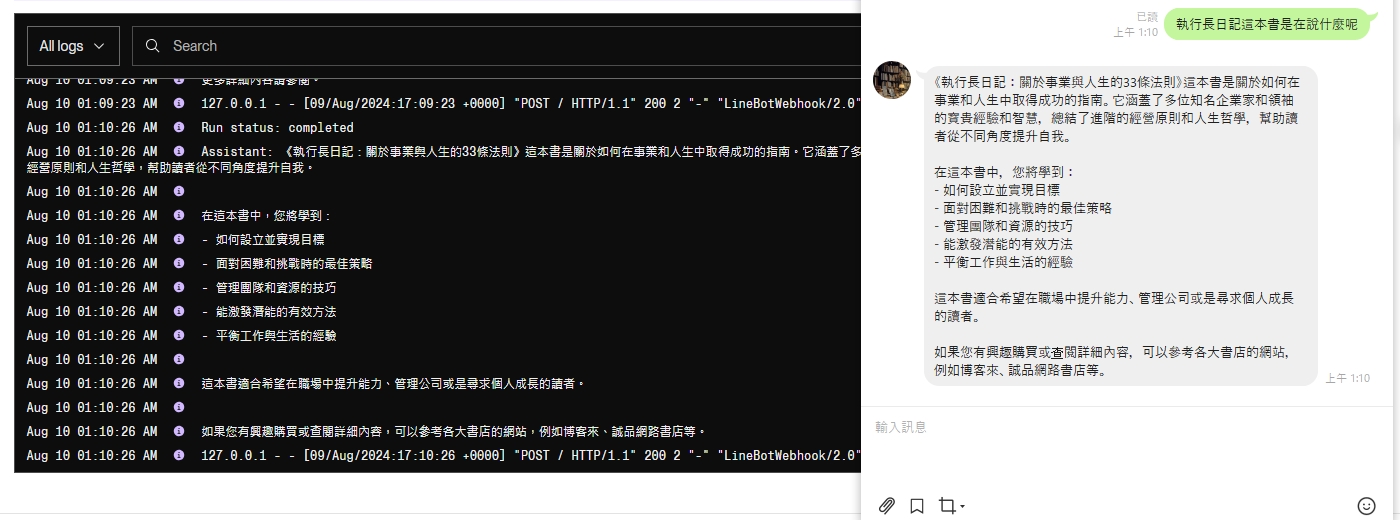 All logs
Search
Aug 10 01:09:23 AM 更多詳細內容請參閱。
Aug 10 01:09:23 AM 127.0.0.1 - - [09/Aug/2024:17:09:23 +0000] "POST / HTTP/1.1" 200 2 "-" "LineBotWebhook/2.0"
Aug 10 01:10:26 AM Run status: completed
Aug 10 01:10:26 AM Assistant: 《執行長日記：關於事業與人生的33條法則》這本書是關於如何在事業和人生中取得成功的指南。它涵蓋了多
經營原則和人生哲學，幫助讀者從不同角度提升自我。
Aug 10 01:10:26 AM
Aug 10 01:10:26 AM 在這本書中，您將學到：
Aug 10 01:10:26 AM - 如何設立並實現目標
Aug 10 01:10:26 AM - 面對困難和挑戰時的最佳策略
Aug 10 01:10:26 AM - 管理團隊和資源的技巧
Aug 10 01:10:26 AM - 能激發潛能的有效方法
Aug 10 01:10:26 AM - 平衡工作與生活的經驗
Aug 10 01:10:26 AM
Aug 10 01:10:26 AM 這本書適合希望在職場中提升能力、管理公司或是尋求個人成長的讀者。
Aug 10 01:10:26 AM
Aug 10 01:10:26 AM 如果您有興趣購買或查閱詳細內容，可以參考各大書店的網站，例如博客來、誠品網路書店等。
Aug 10 01:10:26 AM 127.0.0.1 - - [09/Aug/2024:17:10:26 +0000] "POST / HTTP/1.1" 200 2 "-" "LineBotWebhook/2.0"
已讀
上午 1:10
執行長日記這本書是在說什麼呢
《執行長日記：關於事業與人生的33條法則》這本書是關於如何在
事業和人生中取得成功的指南。它涵蓋了多位知名企業家和領袖
的寶貴經驗和智慧，總結了進階的經營原則和人生哲學，幫助讀
者從不同角度提升自我。
在這本書中，您將學到：
- 如何設立並實現目標
- 面對困難和挑戰時的最佳策略
- 管理團隊和資源的技巧
- 能激發潛能的有效方法
- 平衡工作與生活的經驗
這本書適合希望在職場中提升能力、管理公司或是尋求個人成長
的讀者。
如果您有興趣購買或查閱詳細內容，可以參考各大書店的網站，
例如博客來、誠品網路書店等。
上午 1:10
輸入訊息